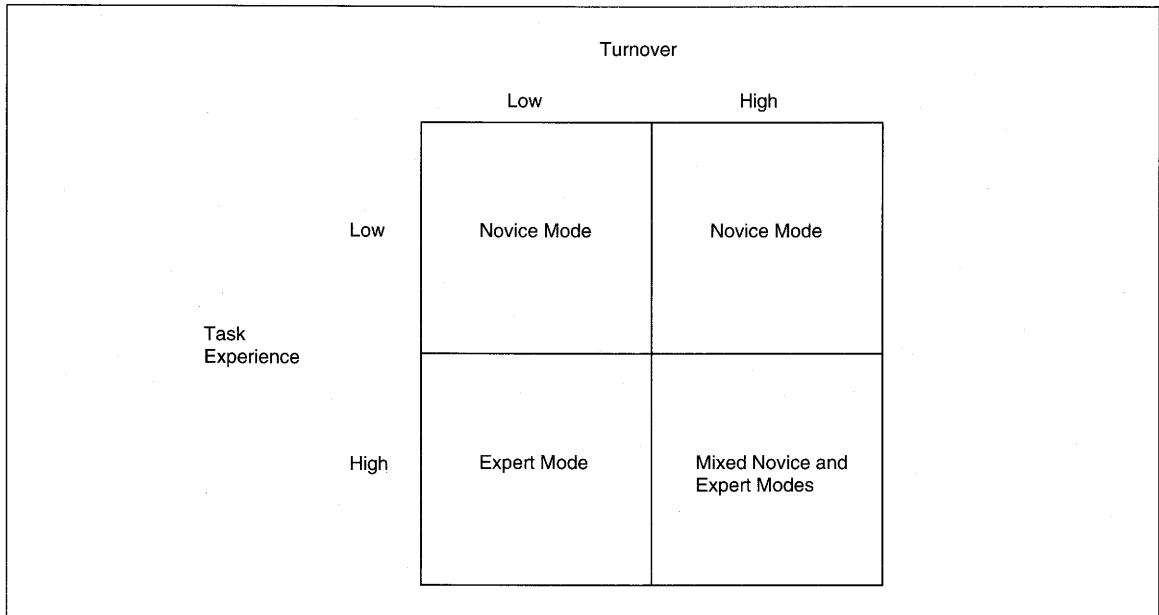 Turnover
Low High
Low Novice Mode Novice Mode
Task
Experience
High Expert Mode Mixed Novice and
Expert Modes